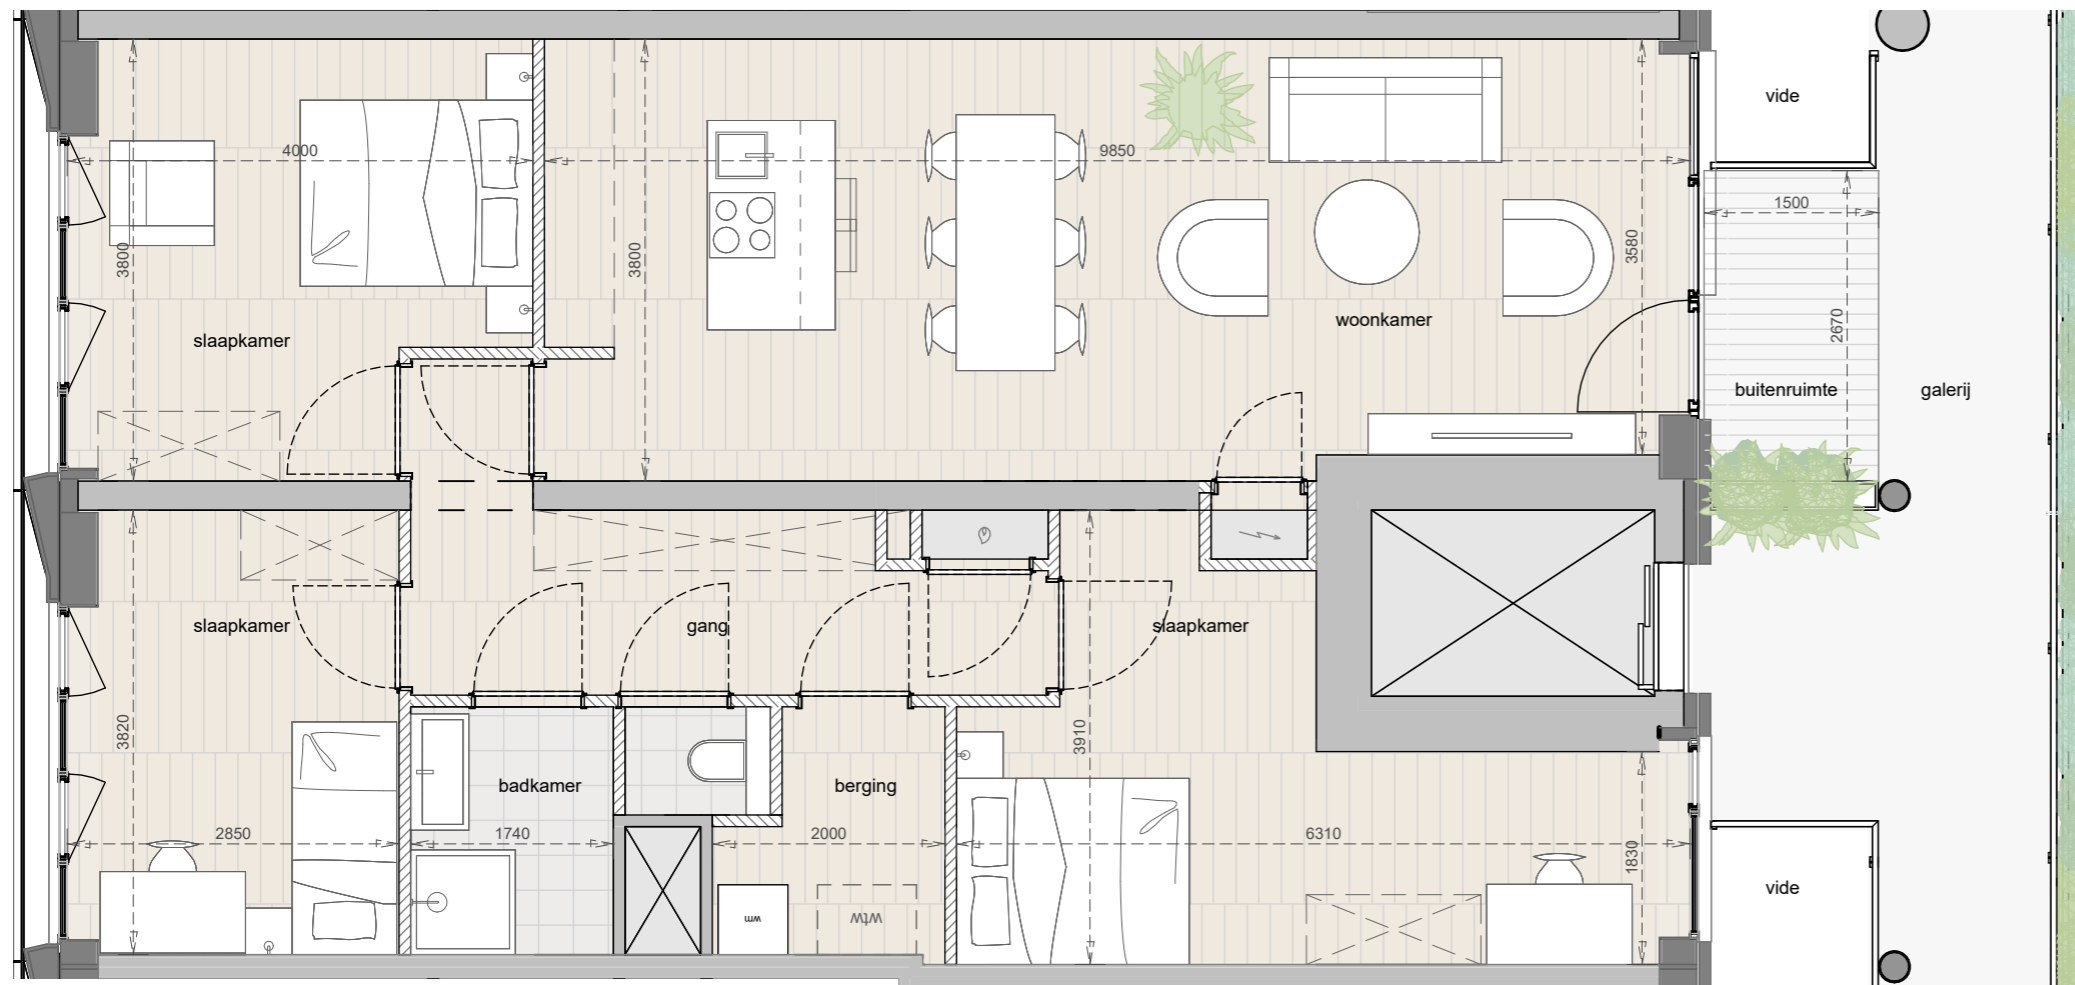 vide
4000
9850
1500
3800
3800
3580
2670
slaapkamer
woonkamer
buitenruimte
galerij
slaapkamer
gang
slaapkamer
3820
3910
badkamer
berging
2850
1740
2000
6310
1830
vide
wm
wtw